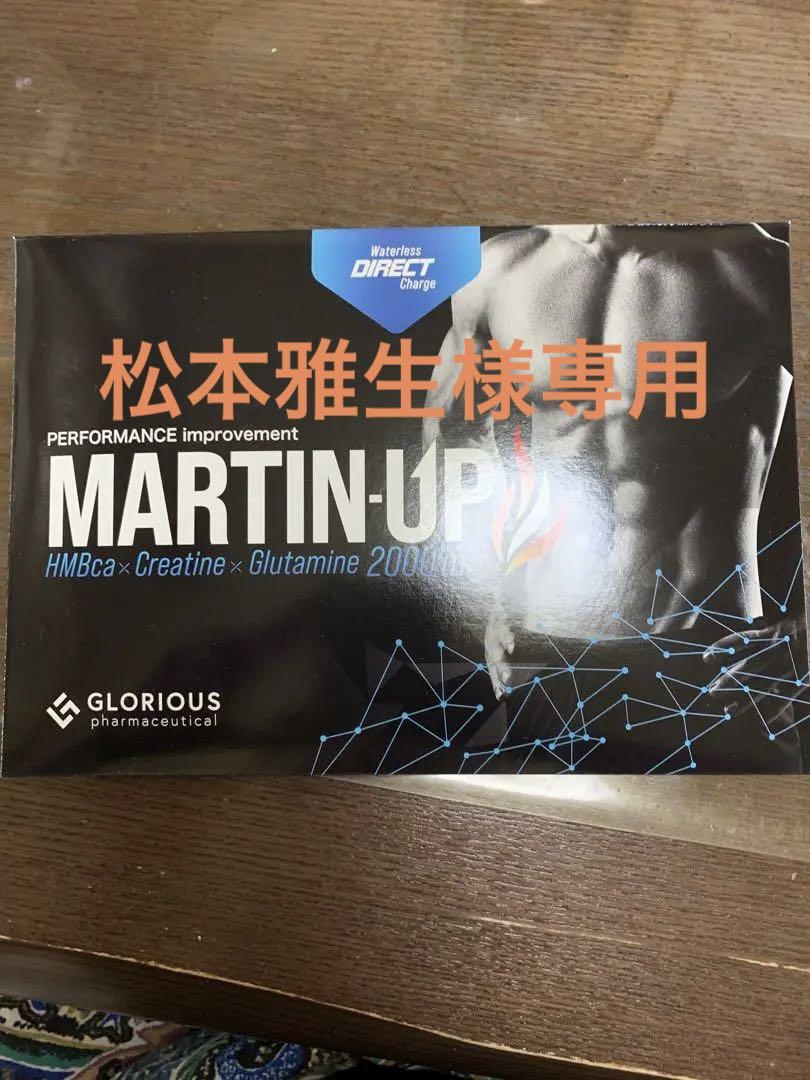 Waterless
DIRECT
Charge
松本雅生様専用
PERFORMANCE improvement
MARTIN-UP
HMBca × Creatine × Glutamine
GLORIOUS
pharmaceutical